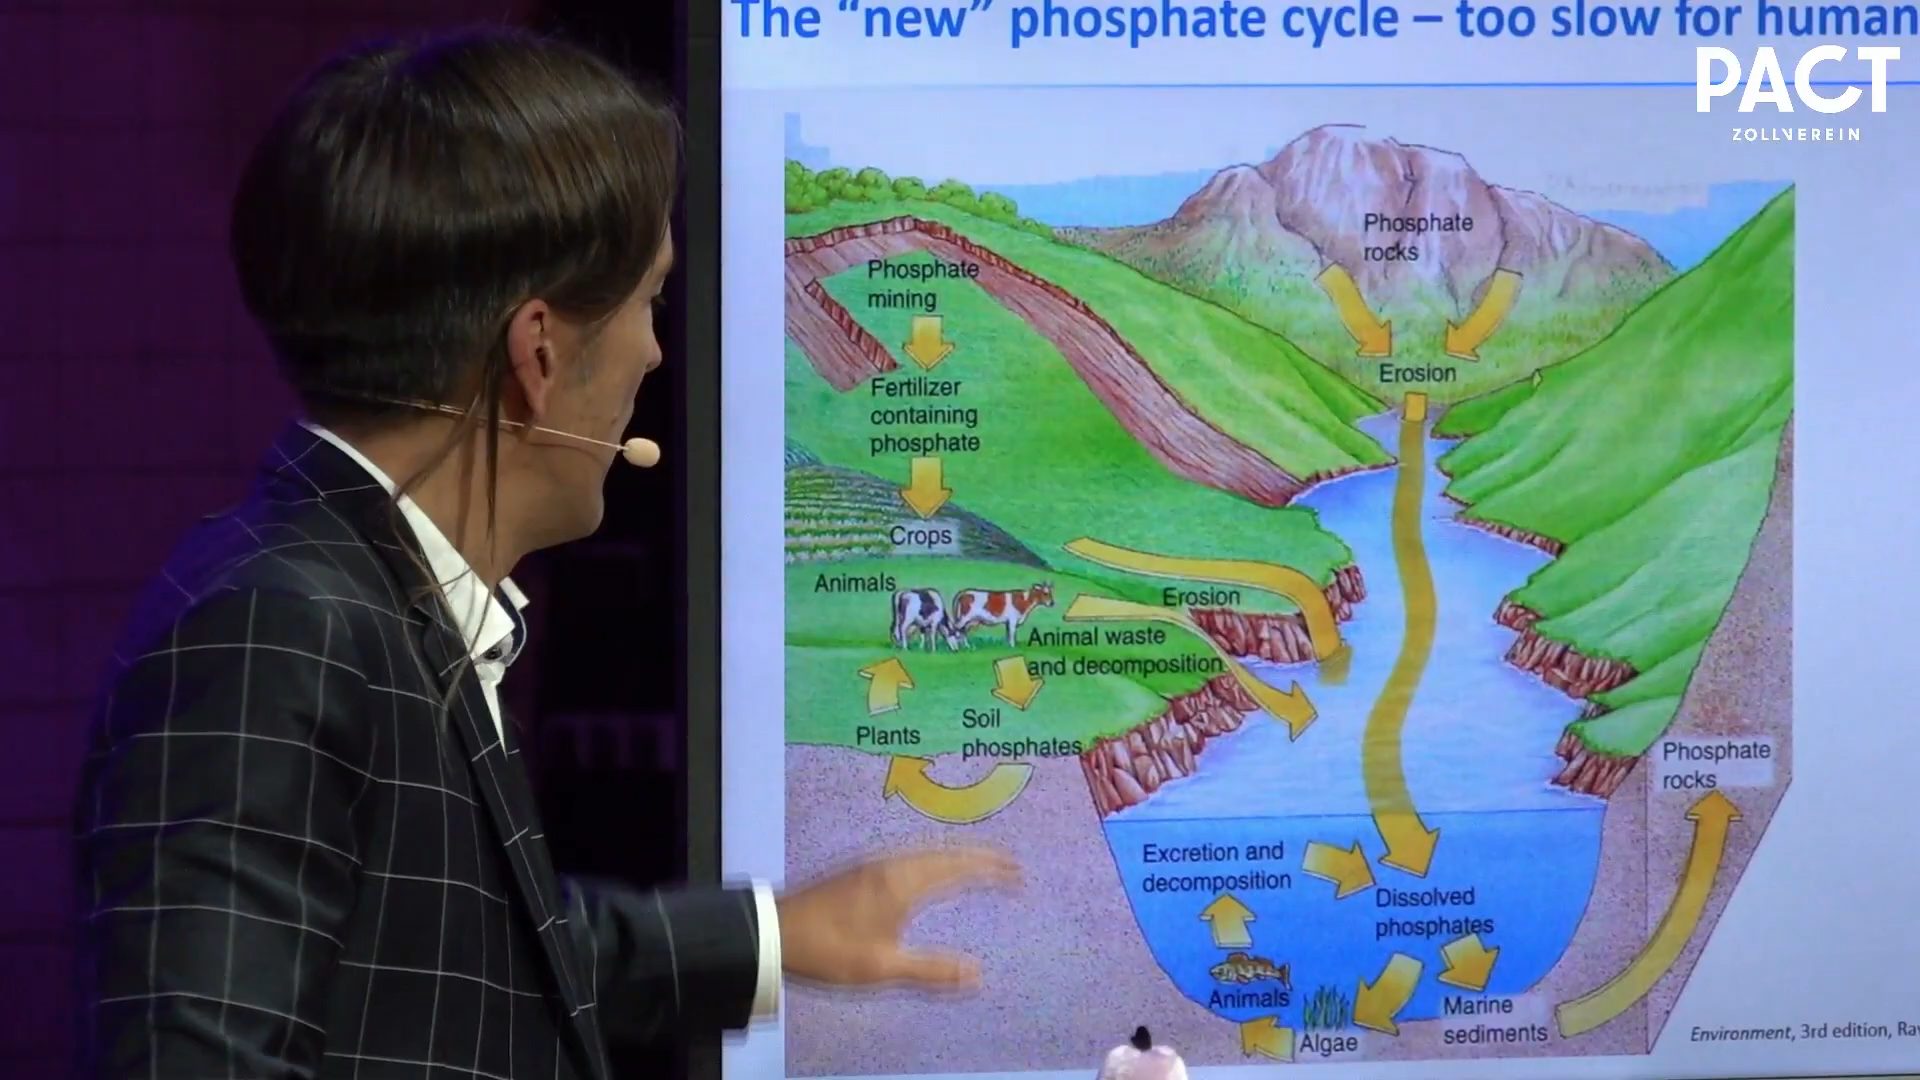 The “new” phosphate cycle – too slow for human
PACT
ZOLLVEREIN
Phosphate
rocks
Phosphate
mining
Erosion
Fertilizer
containing
phosphate
Crops
Animals
Erosion
Animal waste
and decomposition
Plants
Soil
phosphates
Phosphate
rocks
Excretion and
decomposition
Dissolved
phosphates
Animals
Algae
Marine
sediments
Environment, 3rd edition,